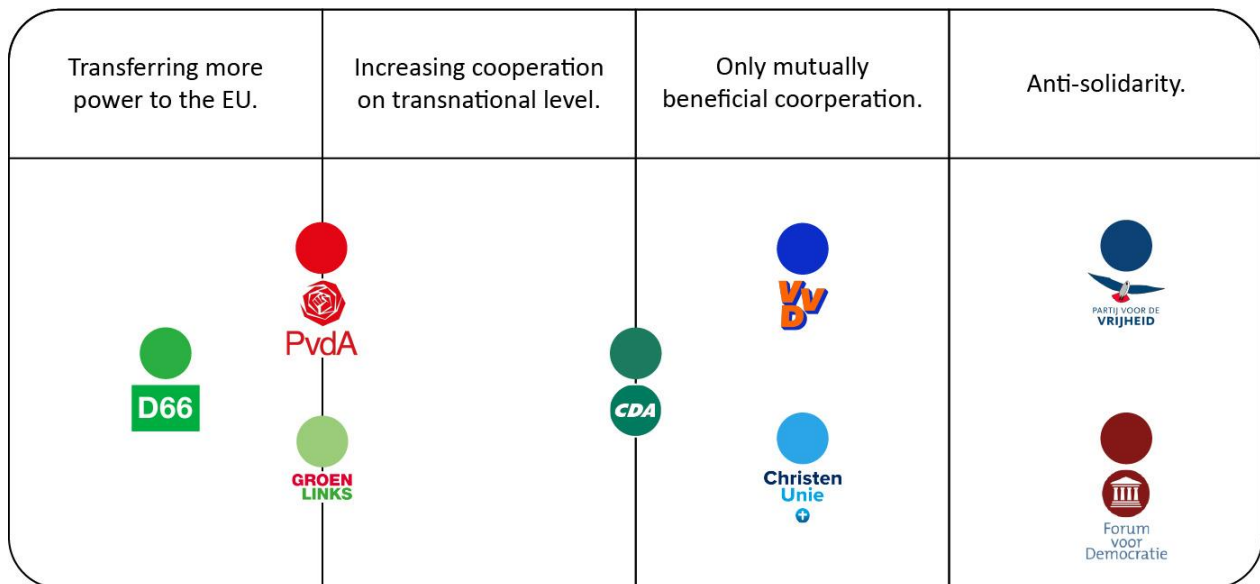 Transferring more
power to the EU.
Increasing cooperation
on transnational level.
Only mutually
beneficial coorperation.
Anti-solidarity.
PvdA
D66
GROEN
LINKS
CDA
VVD
Christen
Unie
PARTIJ VOOR DE
VRIJHEID
Forum
voor
Democratie